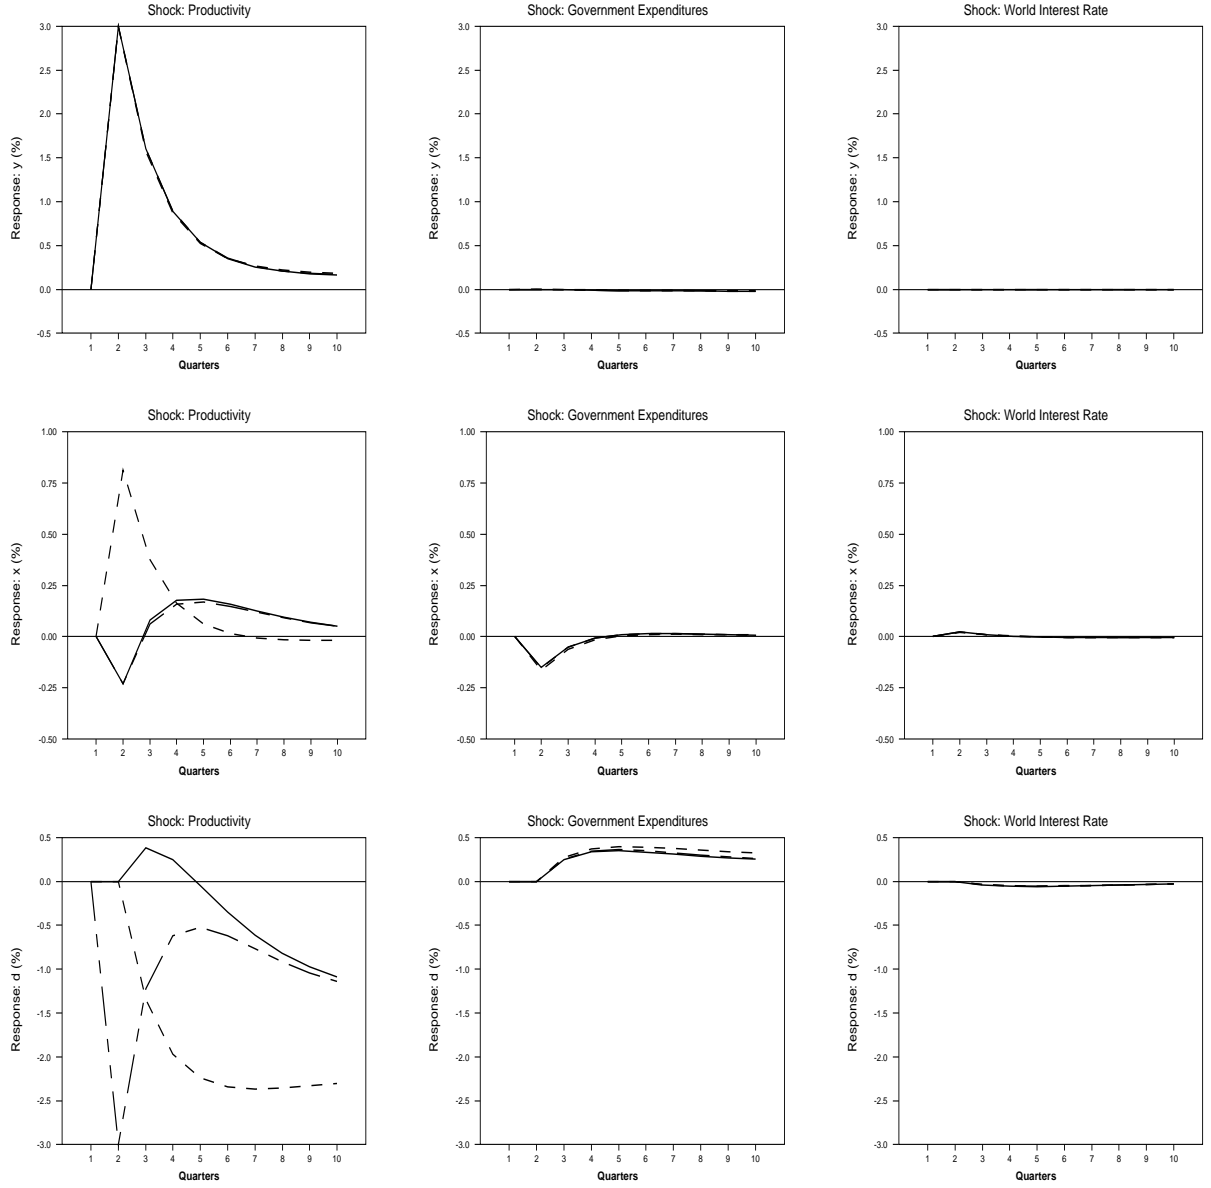 Shock: Productivity
Shock: Government Expenditures
Shock: World Interest Rate
Response: y (%)
3.0
2.5
2.0
1.5
1.0
0.5
0.0
-0.5
1 2 3 4 5 6 7 8 9 10
Quarters
Response: y (%)
3.0
2.5
2.0
1.5
1.0
0.5
0.0
-0.5
1 2 3 4 5 6 7 8 9 10
Quarters
Response: y (%)
3.0
2.5
2.0
1.5
1.0
0.5
0.0
-0.5
1 2 3 4 5 6 7 8 9 10
Quarters
Shock: Productivity
Shock: Government Expenditures
Shock: World Interest Rate
Response: x (%)
1.00
0.75
0.50
0.25
0.00
-0.25
-0.50
1 2 3 4 5 6 7 8 9 10
Quarters
Response: x (%)
1.00
0.75
0.50
0.25
0.00
-0.25
-0.50
1 2 3 4 5 6 7 8 9 10
Quarters
Response: x (%)
1.00
0.75
0.50
0.25
0.00
-0.25
-0.50
1 2 3 4 5 6 7 8 9 10
Quarters
Shock: Productivity
Shock: Government Expenditures
Shock: World Interest Rate
Response: d (%)
0.5
0.0
-0.5
-1.0
-1.5
-2.0
-2.5
-3.0
1 2 3 4 5 6 7 8 9 10
Quarters
Response: d (%)
0.5
0.0
-0.5
-1.0
-1.5
-2.0
-2.5
-3.0
1 2 3 4 5 6 7 8 9 10
Quarters
Response: d (%)
0.5
0.0
-0.5
-1.0
-1.5
-2.0
-2.5
-3.0
1 2 3 4 5 6 7 8 9 10
Quarters